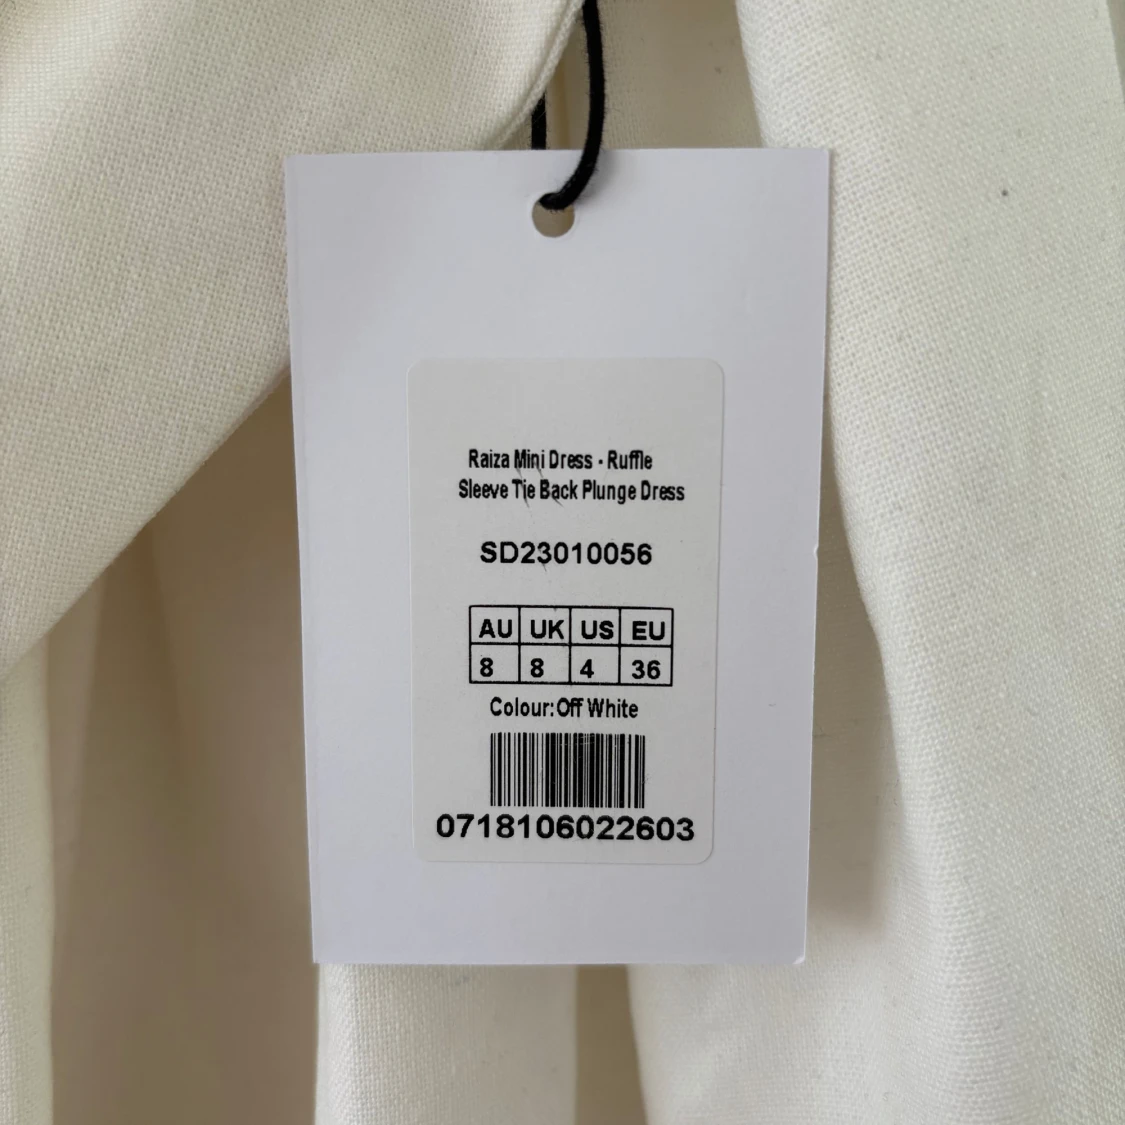 Raiza Mini Dress - Ruffle
Sleeve Tie Back Plunge Dress
SD23010056
AU UK US EU
8 8 4 36
Colour:Off White
0718106022603